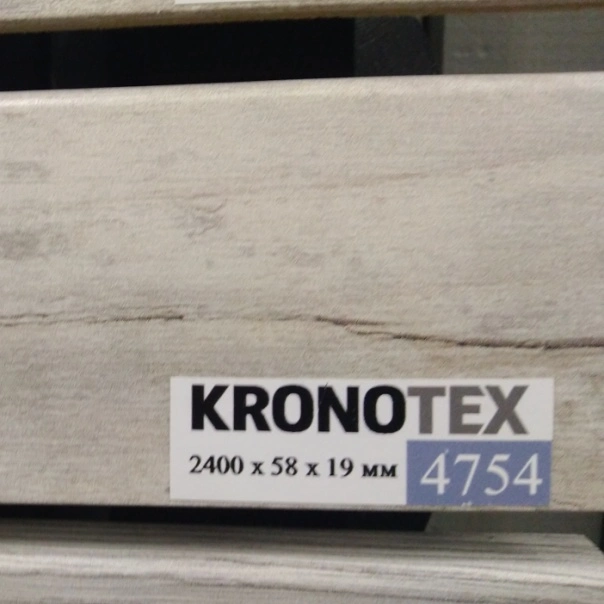 KRONOTEX
2400 x 58 x 19 мм
4754